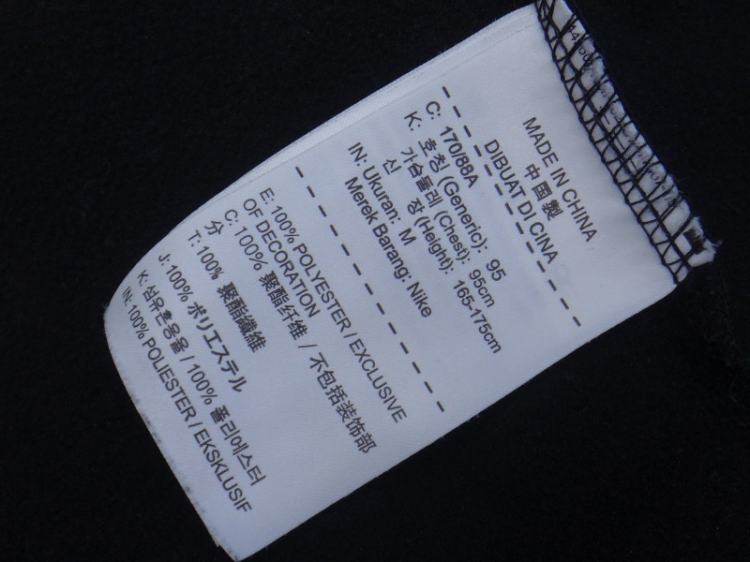 MADE IN CHINA
中国製
DIBUAT DI CINA
C: 170/88A
K: 호칭 (Generic): 95
가슴둘레 (Chest): 95cm
신 장 (Height): 165-175cm
IN: Ukuran: M
Merek Barang: Nike
E: 100% POLYESTER / EXCLUSIVE
OF DECORATION
C: 100% 聚酯纤维 / 不包括装饰部
分
T: 100% 聚酯纖維
J: 100% ポリエステル
K: 섬유혼용율 / 100% 폴리에스터
IN: 100% POLIESTER / EKSKLUSIF